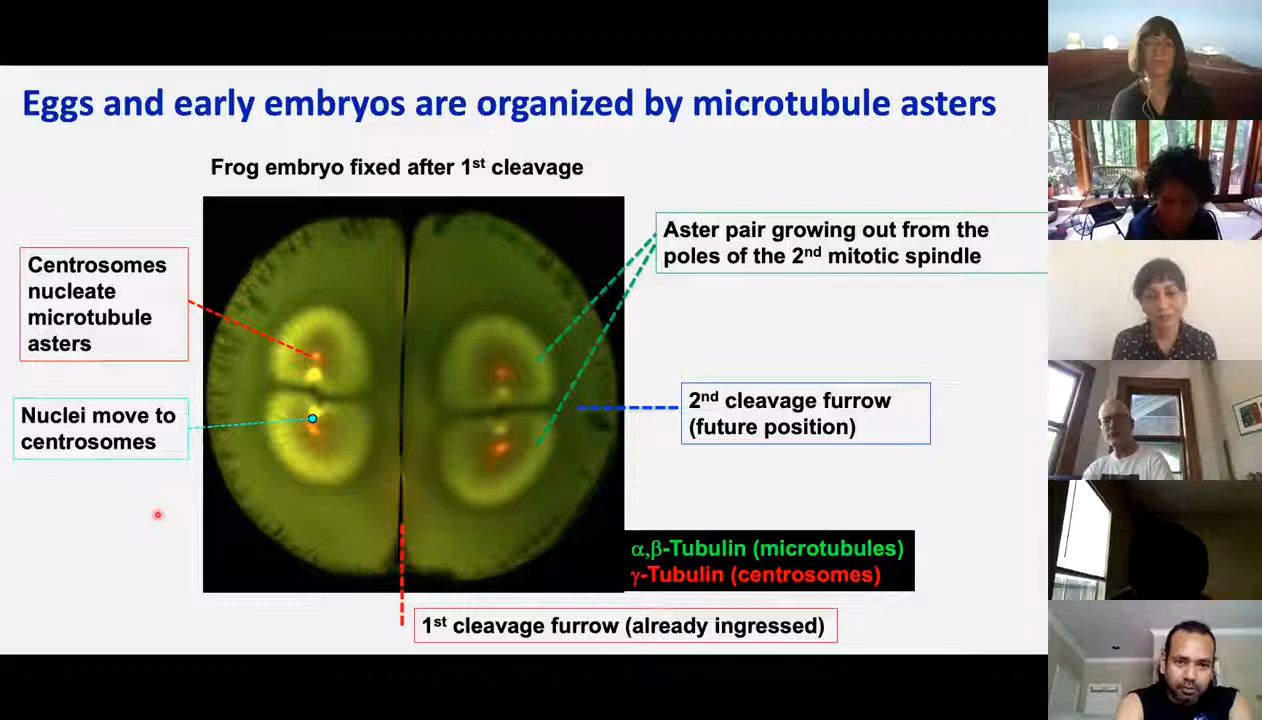 Eggs and early embryos are organized by microtubule asters
Frog embryo fixed after 1st cleavage
Centrosomes
nucleate
microtubule
asters
Nuclei move to
centrosomes
Aster pair growing out from the
poles of the 2nd mitotic spindle
2nd cleavage furrow
(future position)
α,β-Tubulin (microtubules)
γ-Tubulin (centrosomes)
1st cleavage furrow (already ingressed)